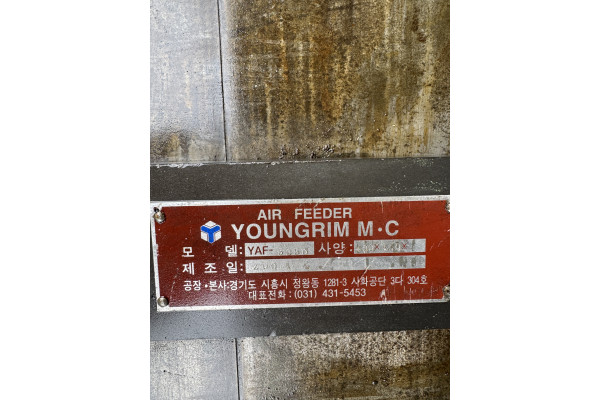 AIR FEEDER
YOUNGRIM M·C
모 델: YAF- 사양:
제 조 일:
공장·본사:경기도 시흥시 정왕동 1281-3 시화공단 3다 304호
대표전화 : (031) 431-5453